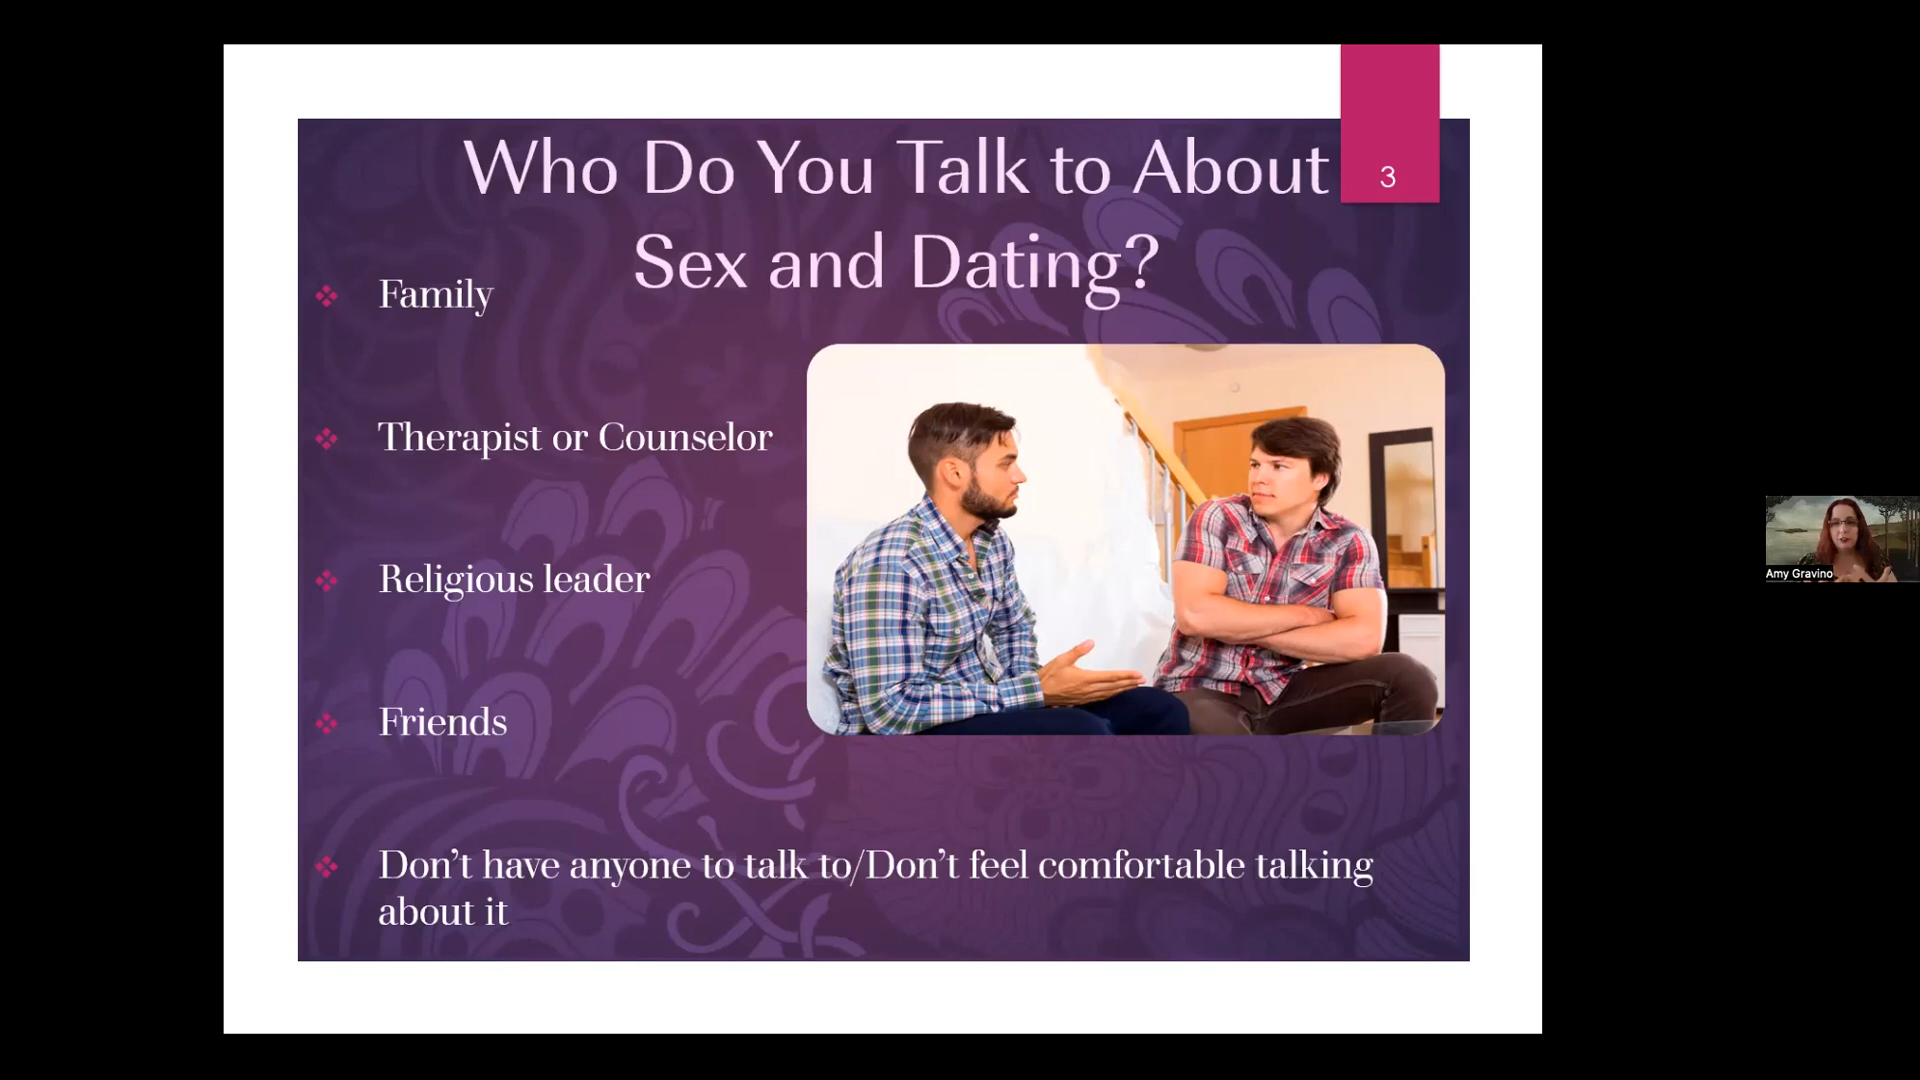 Who Do You Talk to About
Sex and Dating?
3
Family
Therapist or Counselor
Religious leader
Friends
Don’t have anyone to talk to/Don’t feel comfortable talking
about it
Amy Gravino